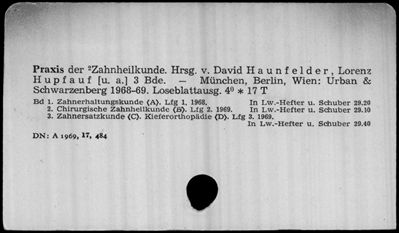 Praxis der ²Zahnheilkunde. Hrsg. v. David Haunfelder, Lorenz
Hupfauf [u. a.] 3 Bde. — München, Berlin, Wien: Urban &
Schwarzenberg 1968-69. Loseblattausg. 4⁰ * 17 T
Bd 1. Zahnerhaltungskunde (A). Lfg 1, 1968. In Lw.-Hefter u. Schuber 29.20
2. Chirurgische Zahnheilkunde (B). Lfg 2. 1969. In Lw.-Hefter u. Schuber 29.10
3. Zahnersatzkunde (C). Kieferorthopädie (D). Lfg 3. 1969.
In Lw.-Hefter u. Schuber 29.40
DN: A 1969, 17, 484